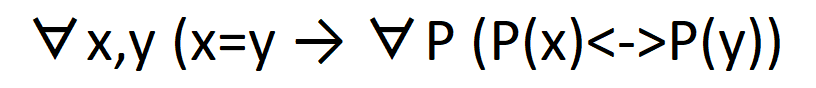 ∀ x,y (x=y → ∀ P (P(x)<->P(y))